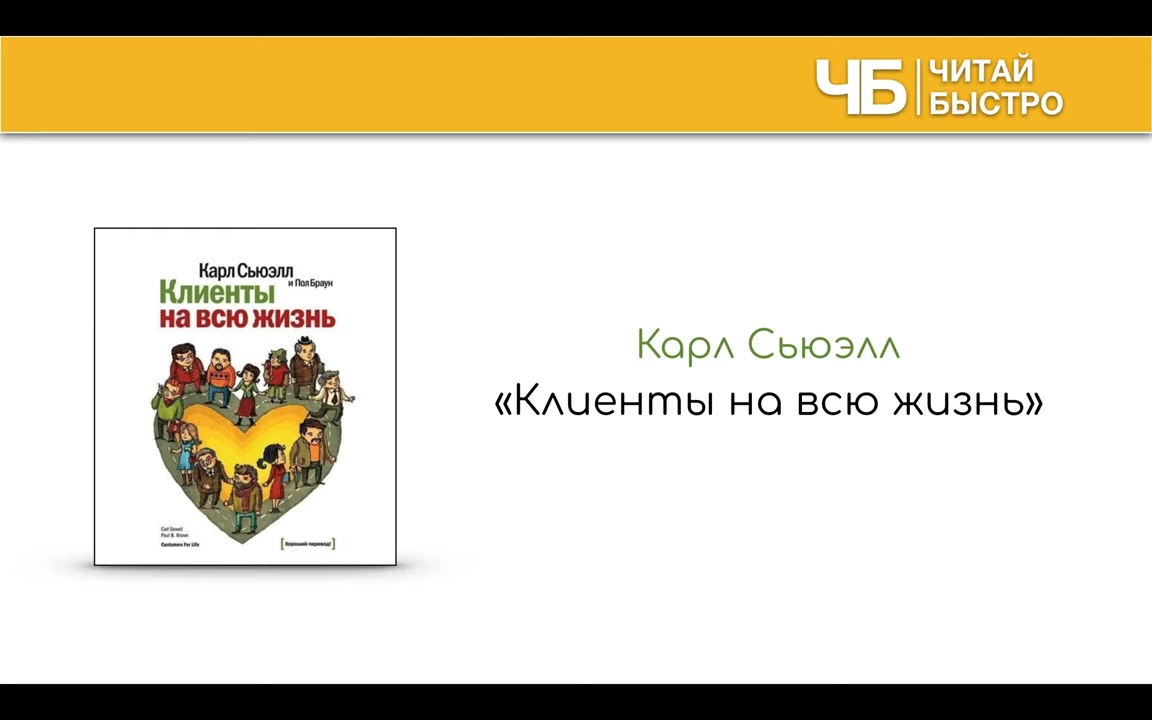 ЧБ
ЧИТАЙ
БЫСТРО
Карл Сьюэлл
и Пол Браун
Клиенты
на всю жизнь
Carl Sewell
Paul B. Brown
Customers For Life
[Хороший перевод!]
Карл Сьюэлл
«Клиенты на всю жизнь»